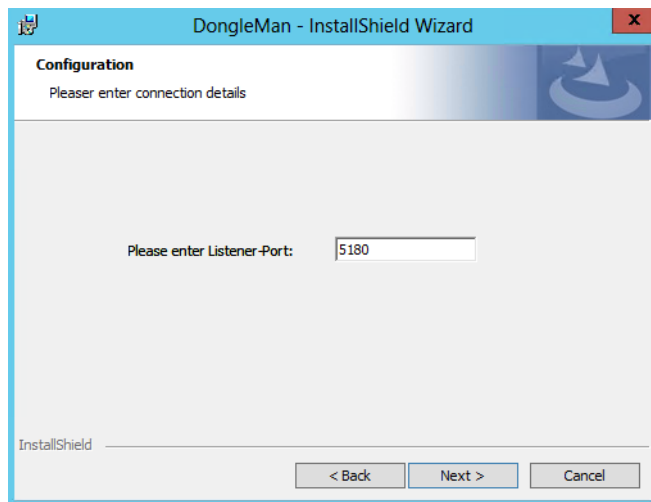 DongleMan - InstallShield Wizard
x
Configuration
Pleaser enter connection details
Please enter Listener-Port:
5180
InstallShield
< Back
Next >
Cancel